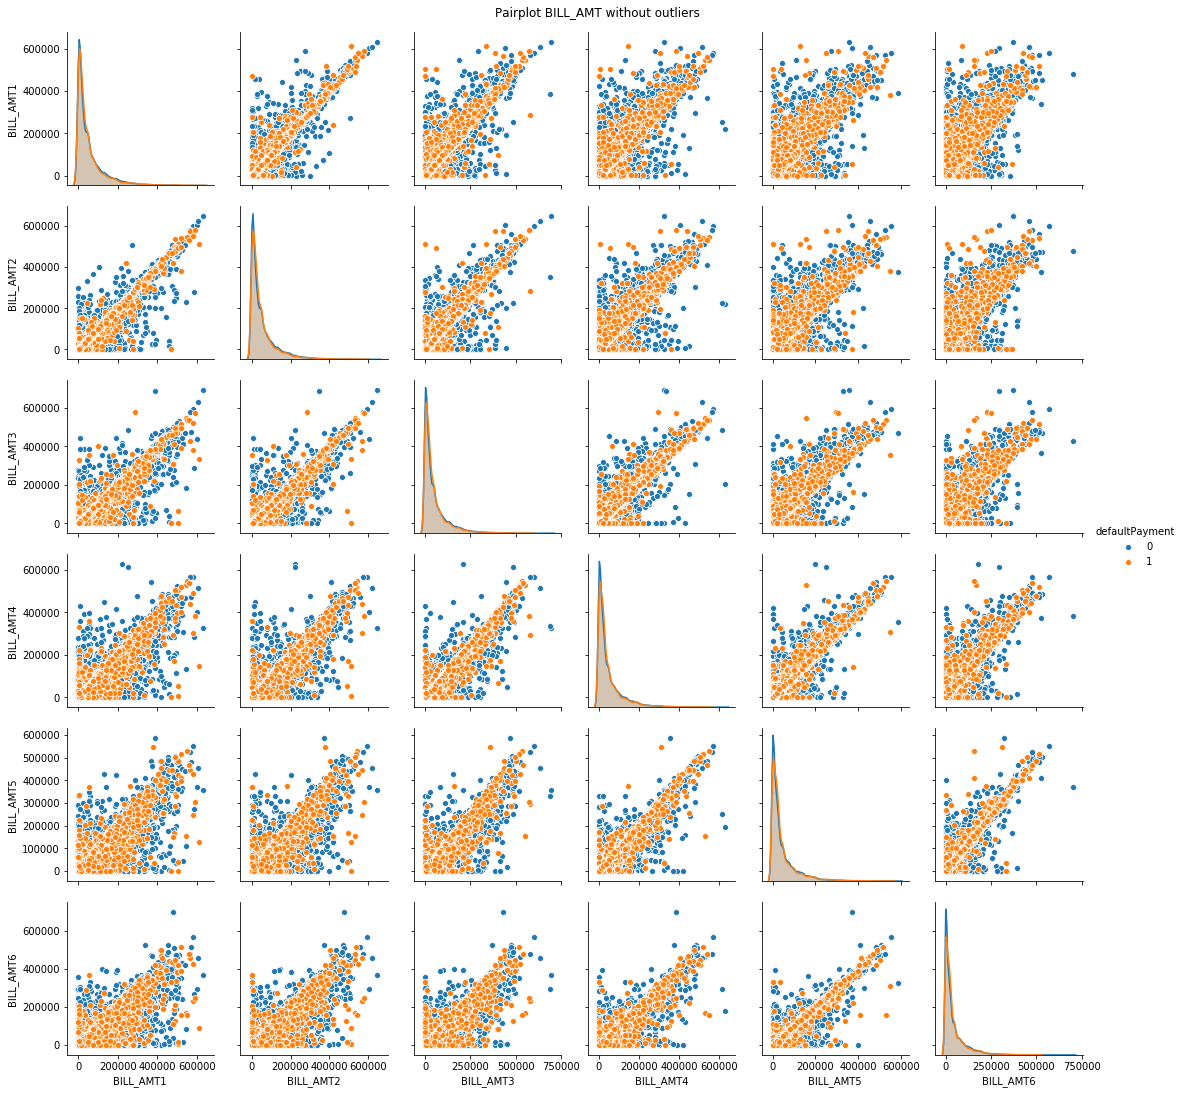 Pairplot BILL_AMT without outliers
600000
400000
200000
0
BILL_AMT1
600000
400000
200000
0
BILL_AMT2
600000
400000
200000
0
BILL_AMT3
defaultPayment
0
1
600000
400000
200000
0
BILL_AMT4
600000
500000
400000
300000
200000
100000
0
BILL_AMT5
600000
400000
200000
0
BILL_AMT6
0 200000 400000 600000 0 200000 400000 600000 0 250000 500000 750000 0 200000 400000 600000 0 200000 400000 600000 0 250000 500000 750000
BILL_AMT1 BILL_AMT2 BILL_AMT3 BILL_AMT4 BILL_AMT5 BILL_AMT6